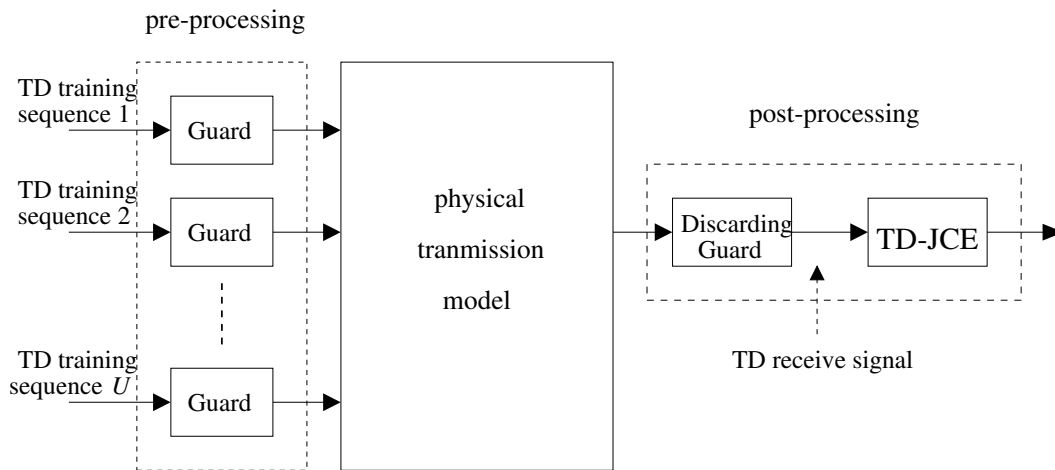 pre-processing
TD training
sequence 1
Guard
TD training
sequence 2
Guard
TD training
sequence U
Guard
physical
tranmission
model
post-processing
Discarding
Guard
TD-JCE
TD receive signal